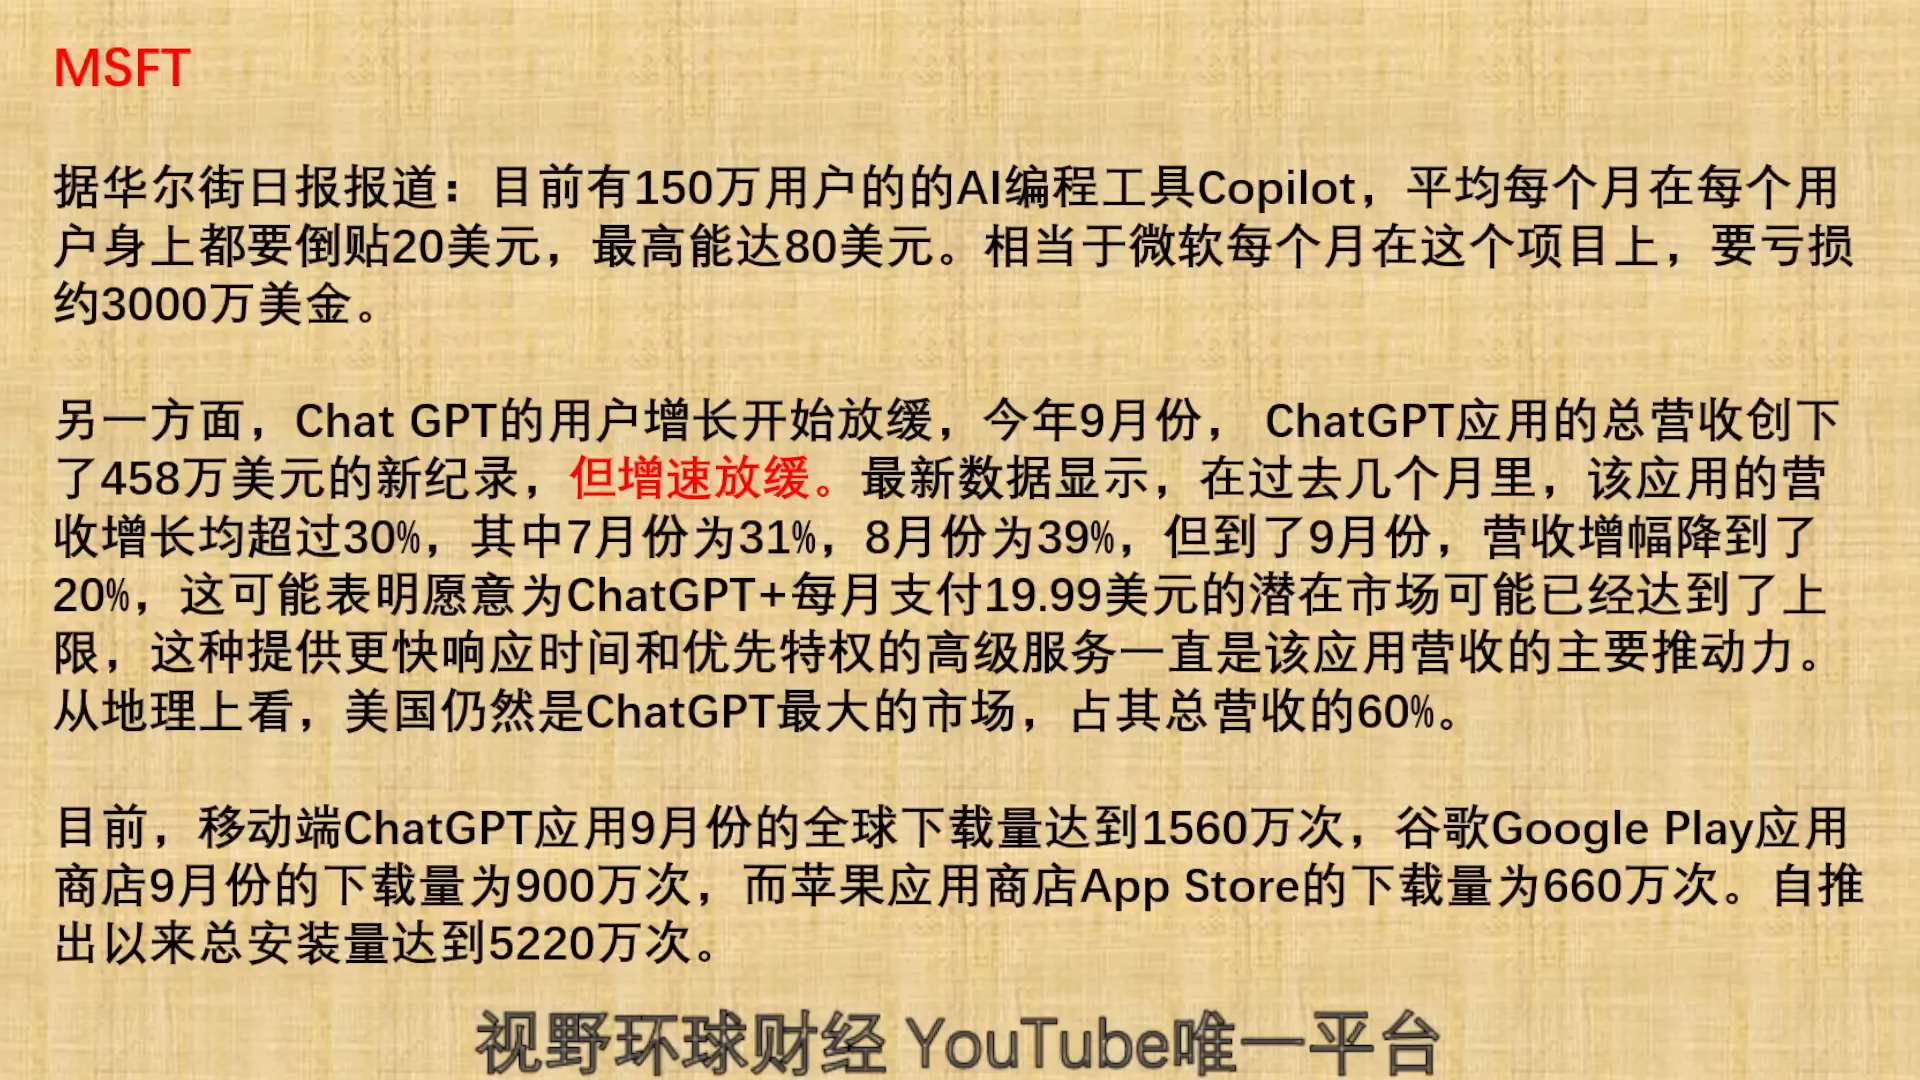 MSFT
据华尔街日报报道：目前有150万用户的的AI编程工具Copilot，平均每个月在每个用
户身上都要倒贴20美元，最高能达80美元。相当于微软每个月在这个项目上，要亏损
约3000万美金。
另一方面，Chat GPT的用户增长开始放缓，今年9月份， ChatGPT应用的总营收创下
了458万美元的新纪录，但增速放缓。最新数据显示，在过去几个月里，该应用的营
收增长均超过30%，其中7月份为31%，8月份为39%，但到了9月份，营收增幅降到了
20%，这可能表明愿意为ChatGPT+每月支付19.99美元的潜在市场可能已经达到了上
限，这种提供更快响应时间和优先特权的高级服务一直是该应用营收的主要推动力。
从地理上看，美国仍然是ChatGPT最大的市场，占其总营收的60%。
目前，移动端ChatGPT应用9月份的全球下载量达到1560万次，谷歌Google Play应用
商店9月份的下载量为900万次，而苹果应用商店App Store的下载量为660万次。自推
出以来总安装量达到5220万次。
视野环球财经 YouTube唯一平台